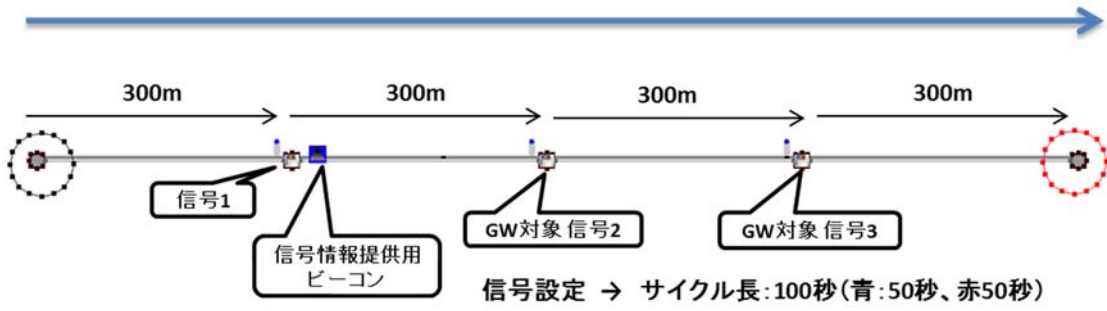 300m
300m
300m
300m
信号1
信号情報提供用
ビーコン
GW対象 信号2
GW対象 信号3
信号設定 → サイクル長：100秒（青：50秒、赤50秒）